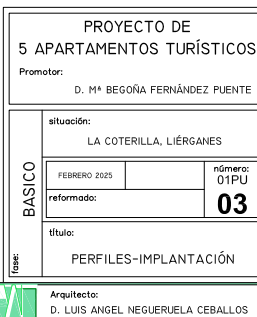 PROYECTO DE
5 APARTAMENTOS TURÍSTICOS
Promotor:
D. Mª BEGOÑA FERNÁNDEZ PUENTE
situación:
LA COTERILLA, LIÉRGANES
fase:
BASICO
FEBRERO 2025
número:
01PU
reformado:
03
título:
PERFILES-IMPLANTACIÓN
Arquitecto:
D. LUIS ANGEL NEGUERUELA CEBALLOS